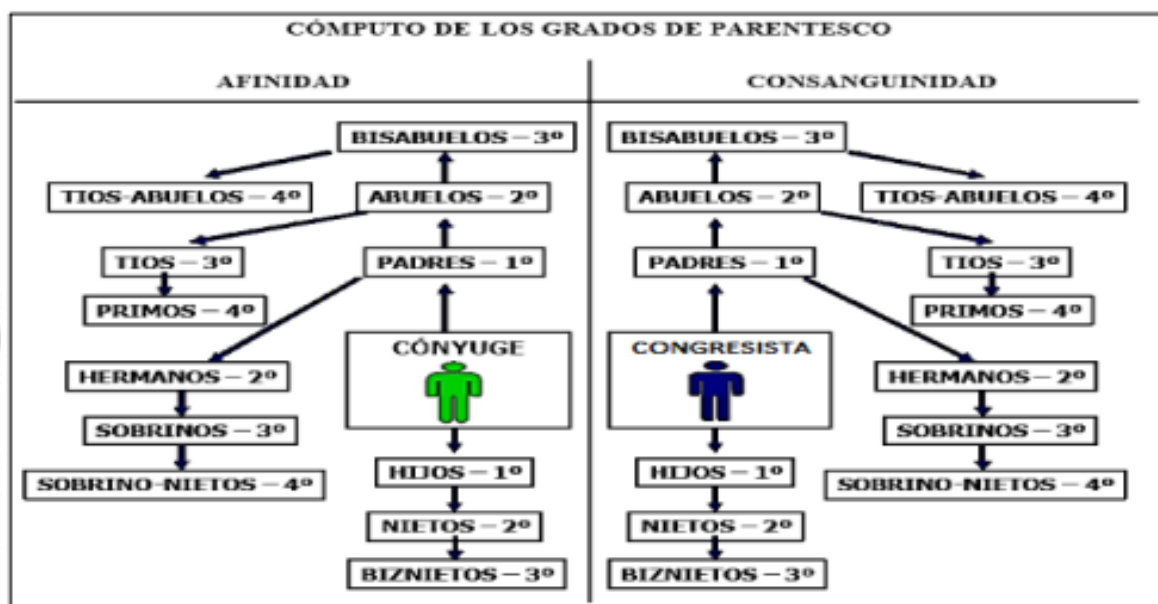 CÓMPUTO DE LOS GRADOS DE PARENTESCO
AFINIDAD
CONSANGUINIDAD
BISABUELOS – 3º
TIOS-ABUELOS – 4º
ABUELOS – 2º
TIOS – 3º
PADRES – 1º
PRIMOS – 4º
CÓNYUGE
HERMANOS – 2º
SOBRINOS – 3º
SOBRINO-NIETOS – 4º
HIJOS – 1º
NIETOS – 2º
BIZNIETOS – 3º
BISABUELOS – 3º
ABUELOS – 2º
TIOS-ABUELOS – 4º
PADRES – 1º
TIOS – 3º
PRIMOS – 4º
CONGRESISTA
HERMANOS – 2º
SOBRINOS – 3º
HIJOS – 1º
SOBRINO-NIETOS – 4º
NIETOS – 2º
BIZNIETOS – 3º